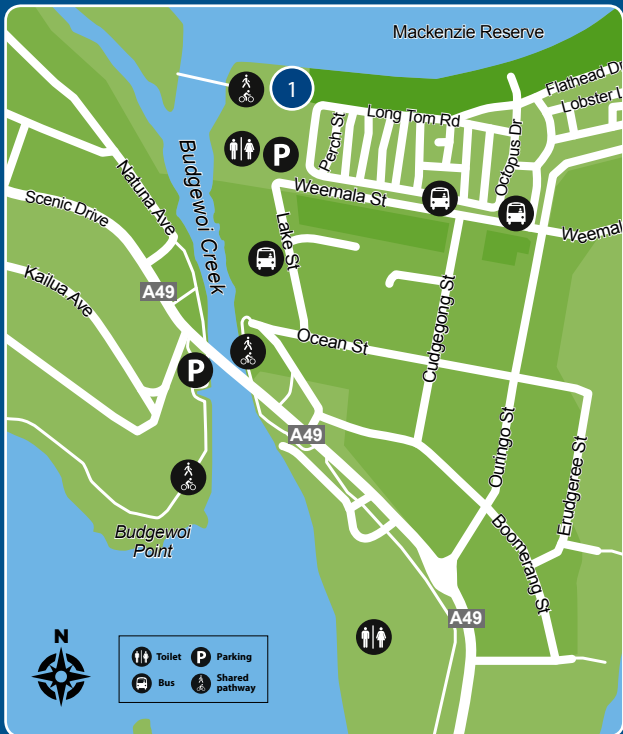 Mackenzie Reserve
Flathead Dr
Lobster L
1
Long Tom Rd
Perch St
Octopus Dr
P
Budgewoi Creek
Natuna Ave
Weemala St
Weemala
Scenic Drive
Lake St
Kailua Ave
A49
Cudgegong St
Ocean St
P
A49
Ouringo St
Erudgeree St
Budgewoi
Point
Boomerang St
A49
N
Toilet
P Parking
Bus
Shared
pathway